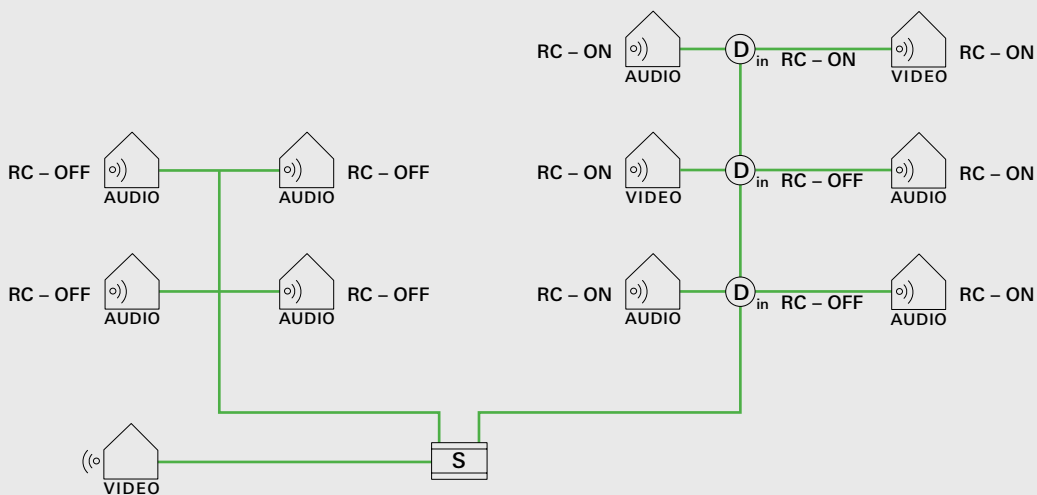 RC – ON AUDIO D in RC – ON VIDEO RC – ON
RC – OFF AUDIO AUDIO RC – OFF
RC – ON VIDEO D in RC – OFF AUDIO RC – ON
RC – OFF AUDIO AUDIO RC – OFF
RC – ON AUDIO D in RC – OFF AUDIO RC – ON
VIDEO S